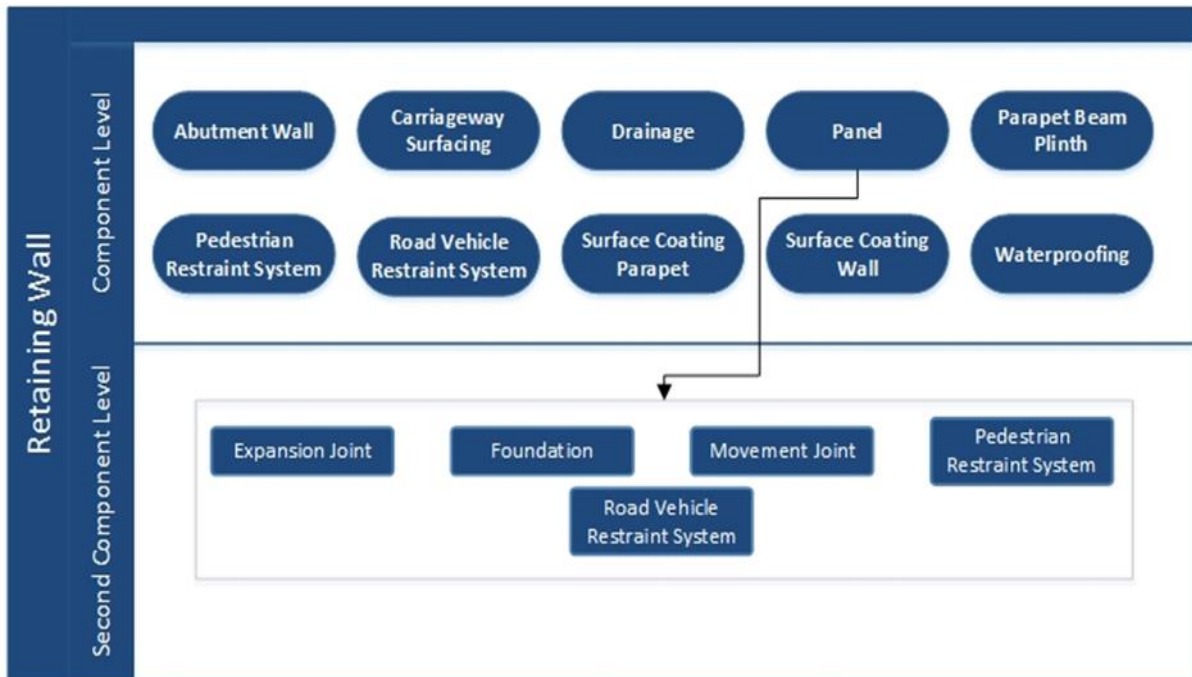 Retaining Wall
Component Level
Abutment Wall
Carriageway
Surfacing
Drainage
Panel
Parapet Beam
Plinth
Pedestrian
Restraint System
Road Vehicle
Restraint System
Surface Coating
Parapet
Surface Coating
Wall
Waterproofing
Second Component Level
Expansion Joint
Foundation
Movement Joint
Pedestrian
Restraint System
Road Vehicle
Restraint System